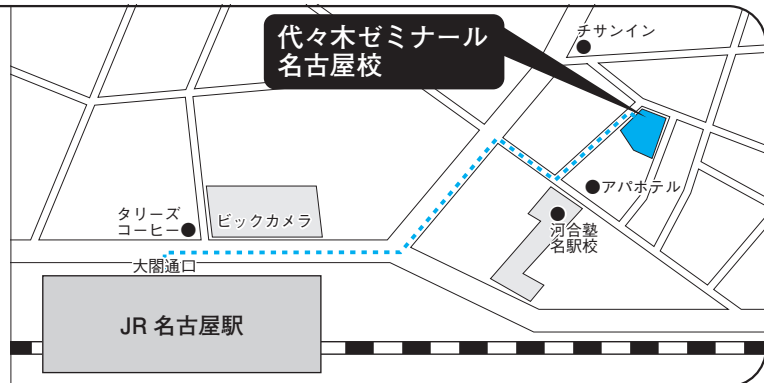 代々木ゼミナール
名古屋校
チサンイン
アパホテル
タリーズ
コーヒー
ビックカメラ
河合塾
名駅校
大閤通口
JR 名古屋駅